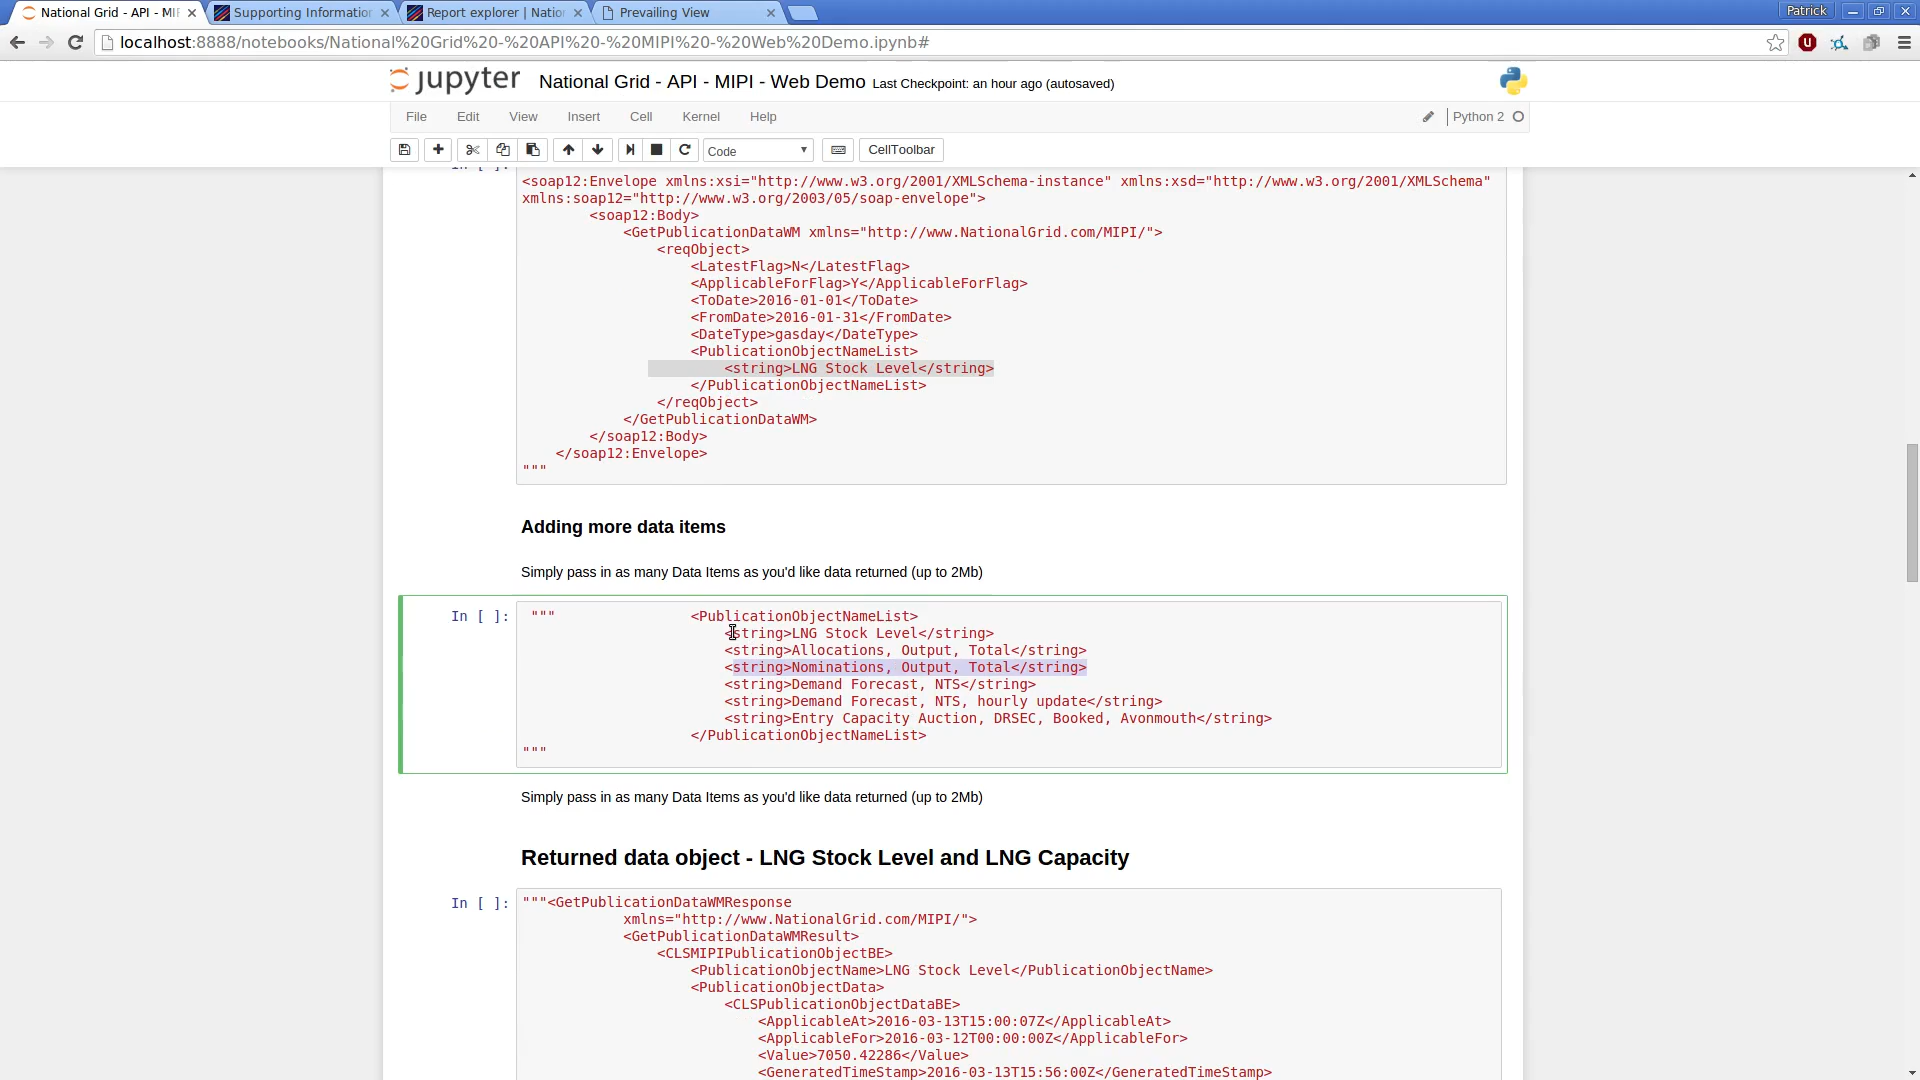 National Grid - API - MIP
Supporting Information
Report explorer | Natio
Prevailing View
Patrick
localhost:8888/notebooks/National%20Grid%20-%20API%20-%20MIPI%20-%20Web%20Demo.ipynb#
jupyter National Grid - API - MIPI - Web Demo Last Checkpoint: an hour ago (autosaved)
File Edit View Insert Cell Kernel Help Python 2
Code CellToolbar
In [ ]:
<soap12:Envelope xmlns:xsi="http://www.w3.org/2001/XMLSchema-instance" xmlns:xsd="http://www.w3.org/2001/XMLSchema"
xmlns:soap12="http://www.w3.org/2003/05/soap-envelope">
<soap12:Body>
<GetPublicationDataWM xmlns="http://www.NationalGrid.com/MIPI/">
<reqObject>
<LatestFlag>N</LatestFlag>
<ApplicableForFlag>Y</ApplicableForFlag>
<ToDate>2016-01-01</ToDate>
<FromDate>2016-01-31</FromDate>
<DateType>gasday</DateType>
<PublicationObjectNameList>
<string>LNG Stock Level</string>
</PublicationObjectNameList>
</reqObject>
</GetPublicationDataWM>
</soap12:Body>
</soap12:Envelope>
"""
Adding more data items
Simply pass in as many Data Items as you'd like data returned (up to 2Mb)
In [ ]: """ <PublicationObjectNameList>
<string>LNG Stock Level</string>
<string>Allocations, Output, Total</string>
<string>Nominations, Output, Total</string>
<string>Demand Forecast, NTS</string>
<string>Demand Forecast, NTS, hourly update</string>
<string>Entry Capacity Auction, DRSEC, Booked, Avonmouth</string>
</PublicationObjectNameList>
"""
Simply pass in as many Data Items as you'd like data returned (up to 2Mb)
Returned data object - LNG Stock Level and LNG Capacity
In [ ]: """<GetPublicationDataWMResponse
xmlns="http://www.NationalGrid.com/MIPI/">
<GetPublicationDataWMResult>
<CLSMIPIPublicationObjectBE>
<PublicationObjectName>LNG Stock Level</PublicationObjectName>
<PublicationObjectData>
<CLSPublicationObjectDataBE>
<ApplicableAt>2016-03-13T15:00:07Z</ApplicableAt>
<ApplicableFor>2016-03-12T00:00:00Z</ApplicableFor>
<Value>7050.42286</Value>
<GeneratedTimeStamp>2016-03-13T15:56:00Z</GeneratedTimeStamp>